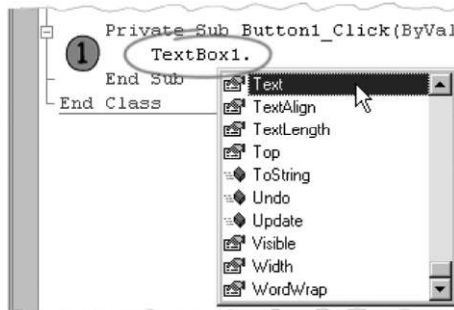 Private Sub Button1_Click(ByVal
1
TextBox1.
End Sub
End Class
Text
TextAlign
TextLength
Top
ToString
Undo
Update
Visible
Width
WordWrap